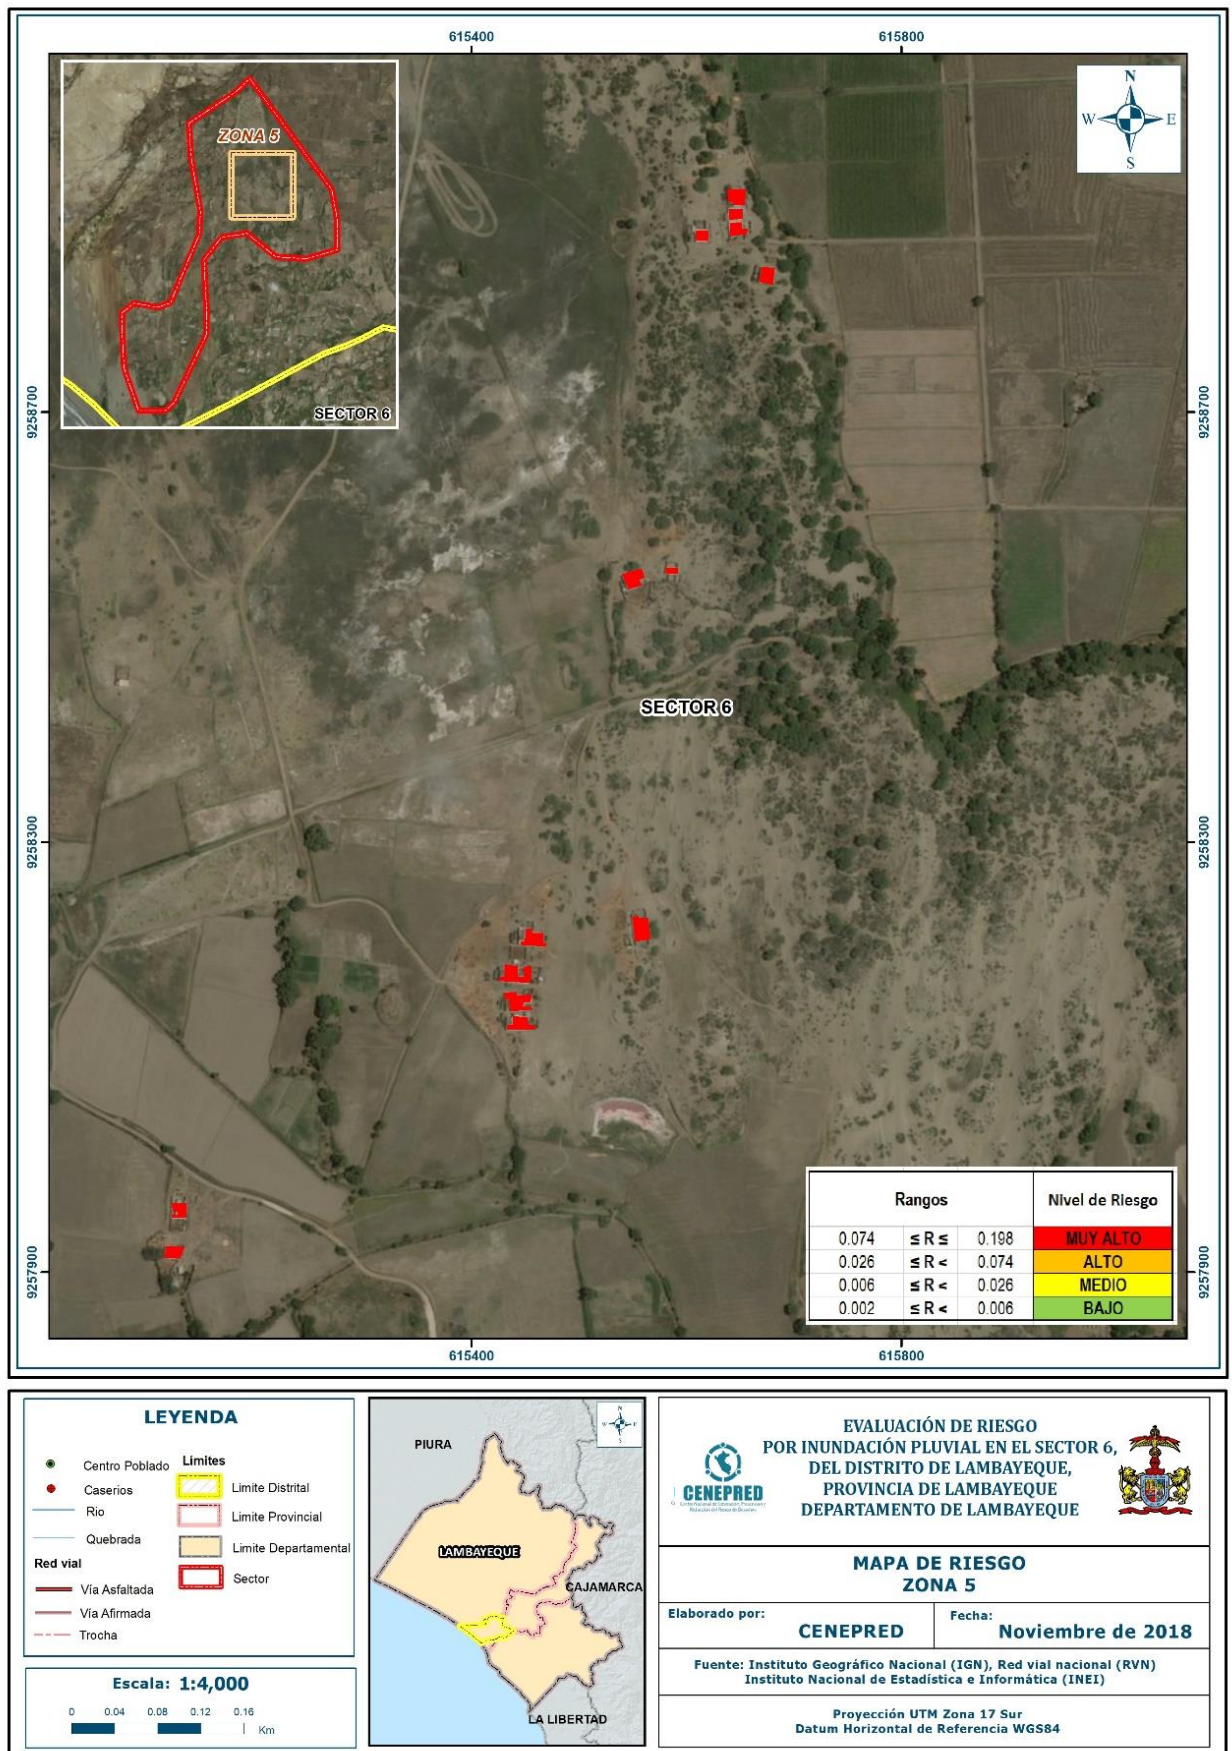 615400
615800
ZONA 5
SECTOR 6
N
W
E
S
9258700
9258700
SECTOR 6
9258300
9258300
9257900
9257900
Rangos
Nivel de Riesgo
0.074 ≤ R ≤ 0.198 MUY ALTO
0.026 ≤ R < 0.074 ALTO
0.006 ≤ R < 0.026 MEDIO
0.002 ≤ R < 0.006 BAJO
615400
615800
LEYENDA
Centro Poblado
Caserios
Rio
Quebrada
Red vial
Vía Asfaltada
Vía Afirmada
Trocha
Límites
Limite Distrital
Limite Provincial
Limite Departamental
Sector
Escala: 1:4,000
0 0.04 0.08 0.12 0.16
Km
N
W
E
S
PIURA
LAMBAYEQUE
CAJAMARCA
LA LIBERTAD
CENEPRED
EVALUACIÓN DE RIESGO
POR INUNDACIÓN PLUVIAL EN EL SECTOR 6,
DEL DISTRITO DE LAMBAYEQUE,
PROVINCIA DE LAMBAYEQUE
DEPARTAMENTO DE LAMBAYEQUE
MAPA DE RIESGO
ZONA 5
Elaborado por:
CENEPRED
Fecha:
Noviembre de 2018
Fuente: Instituto Geográfico Nacional (IGN), Red vial nacional (RVN)
Instituto Nacional de Estadística e Informática (INEI)
Proyección UTM Zona 17 Sur
Datum Horizontal de Referencia WGS84